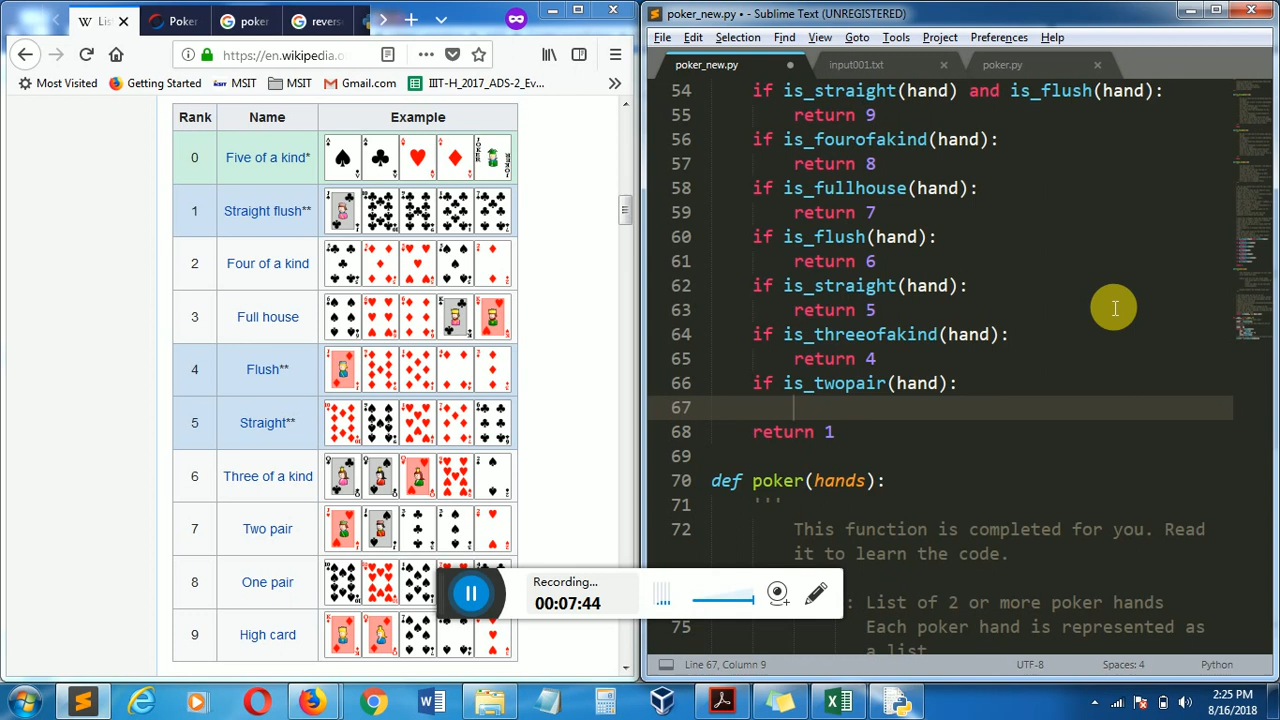 Lis
Poker
poker
revers
poker_new.py • - Sublime Text (UNREGISTERED)
https://en.wikipedia.o
File Edit Selection Find View Goto Tools Project Preferences Help
Most Visited Getting Started MSIT MSIT Gmail.com IIIT-H_2017_ADS-2_Ev...
poker_new.py input001.txt poker.py
Rank Name Example
0 Five of a kind*
1 Straight flush**
2 Four of a kind
3 Full house
4 Flush**
5 Straight**
6 Three of a kind
7 Two pair
8 One pair
9 High card
54 if is_straight(hand) and is_flush(hand):
55 return 9
56 if is_fourofakind(hand):
57 return 8
58 if is_fullhouse(hand):
59 return 7
60 if is_flush(hand):
61 return 6
62 if is_straight(hand):
63 return 5
64 if is_threeofakind(hand):
65 return 4
66 if is_twopair(hand):
67
68 return 1
69
70 def poker(hands):
71 '''
72 This function is completed for you. Read
it to learn the code.
: List of 2 or more poker hands
75 Each poker hand is represented as
a list
Recording...
00:07:44
Line 67, Column 9 UTF-8 Spaces: 4 Python
2:25 PM
8/16/2018